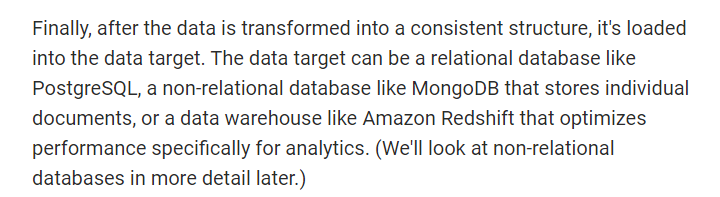 Finally, after the data is transformed into a consistent structure, it's loaded
into the data target. The data target can be a relational database like
PostgreSQL, a non-relational database like MongoDB that stores individual
documents, or a data warehouse like Amazon Redshift that optimizes
performance specifically for analytics. (We'll look at non-relational
databases in more detail later.)